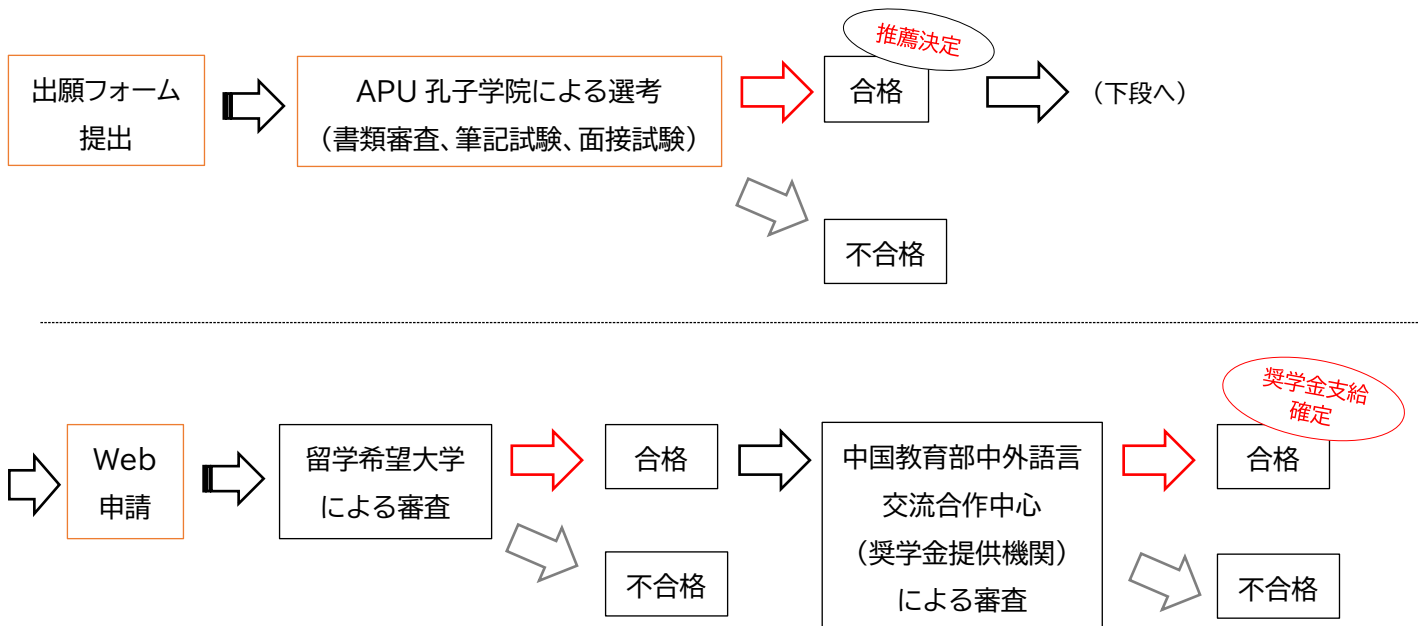 推薦決定
出願フォーム
提出
APU 孔子学院による選考
（書類審査、筆記試験、面接試験）
合格
（下段へ）
不合格
奨学金支給
確定
Web
申請
留学希望大学
による審査
合格
不合格
中国教育部中外語言
交流合作中心
（奨学金提供機関）
による審査
合格
不合格